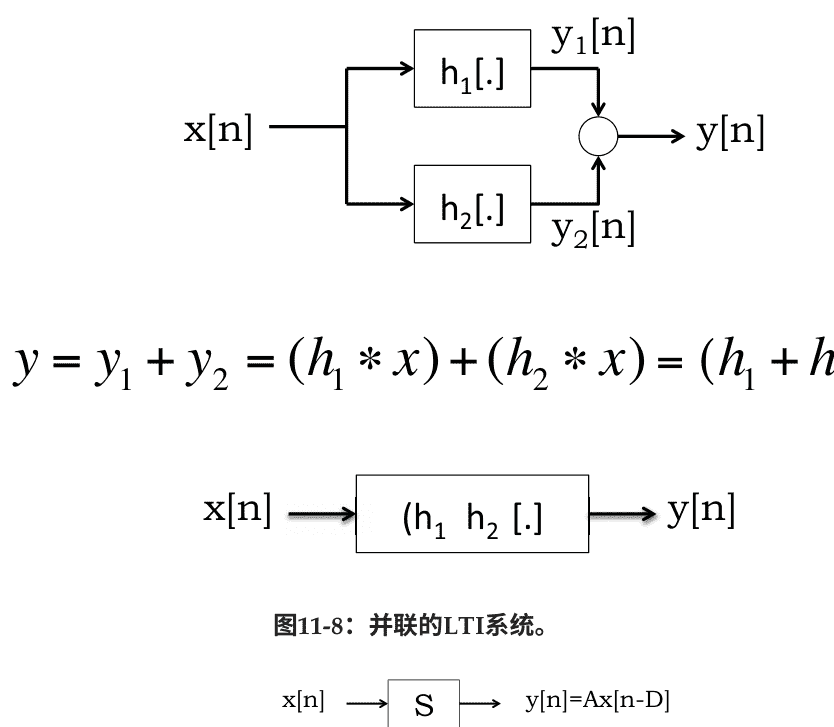 y₁[n]
h₁[.]
x[n]
y[n]
h₂[.]
y₂[n]
y = y₁ + y₂ = (h₁ * x) + (h₂ * x) = (h₁ + h
x[n]
(h₁ h₂ [.]
y[n]
图11-8：并联的LTI系统。
x[n]
S
y[n]=Ax[n-D]